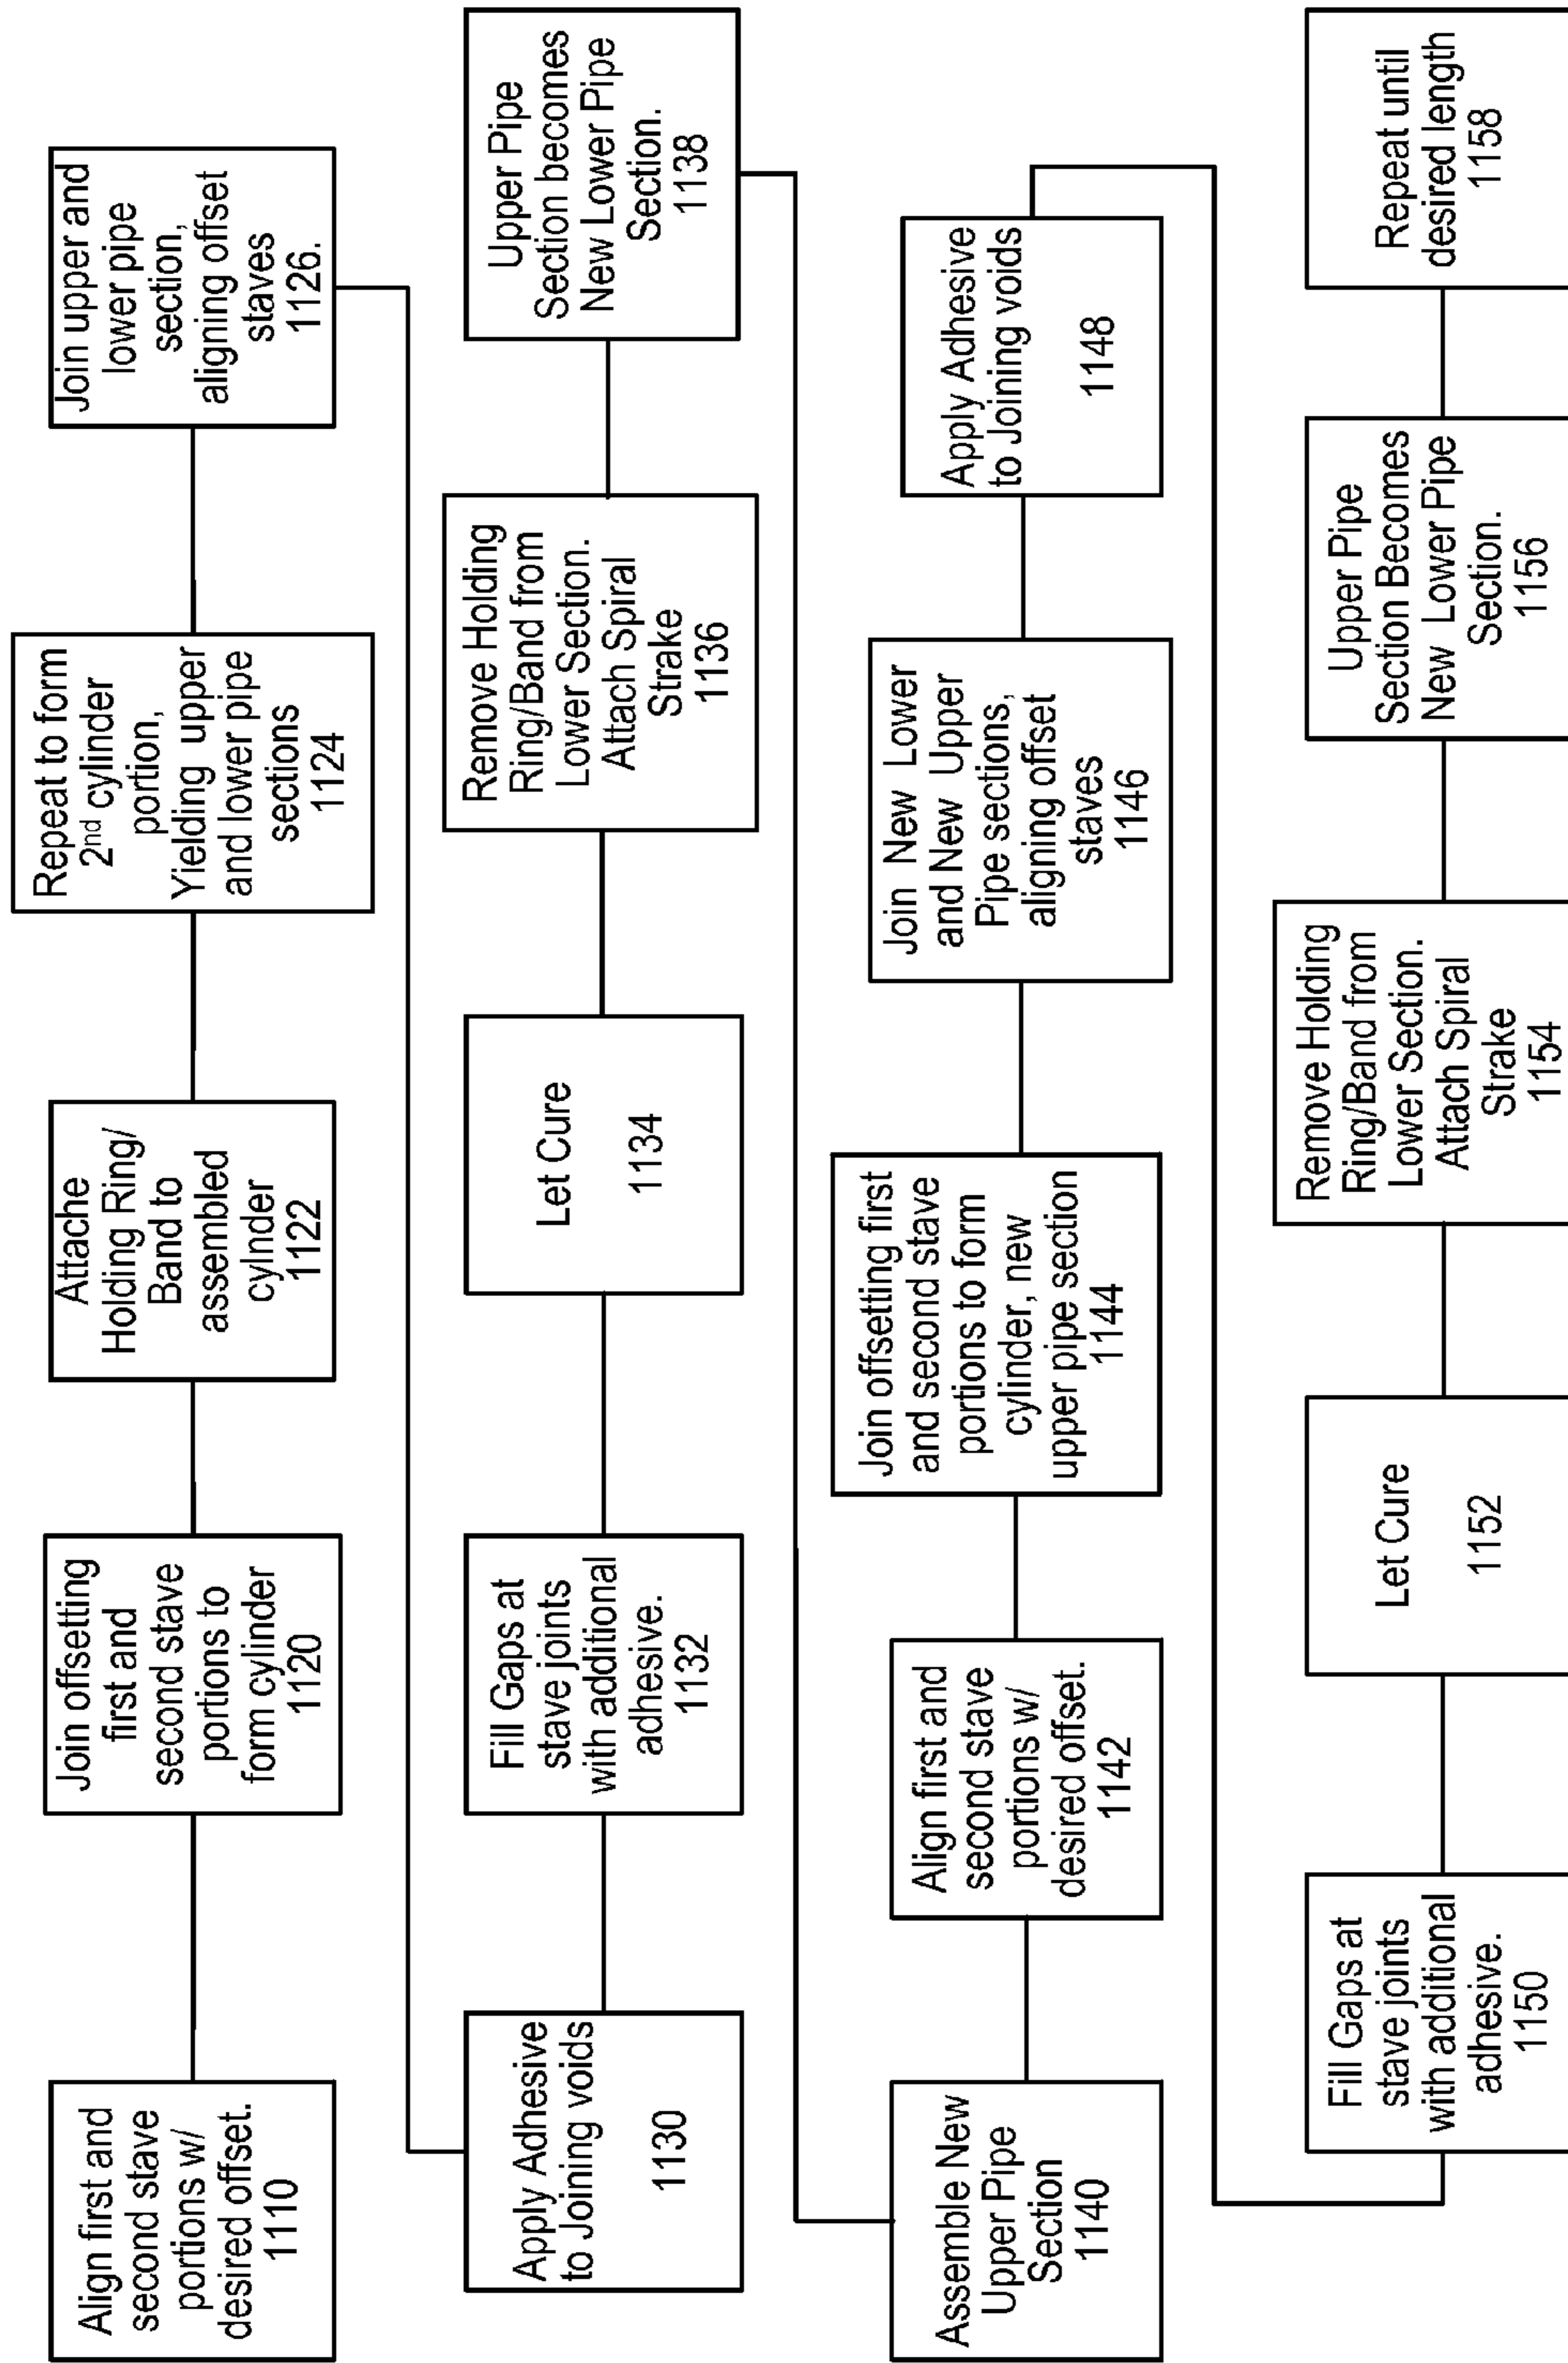 Align first and
second stave
portions w/
desired offset.
1110
Join offsetting
first and
second stave
portions to
form cylinder
1120
Attache
Holding Ring/
Band to
assembled
cylnder
1122
Repeat to form
2nd cylinder
portion,
Yielding upper
and lower pipe
sections
1124
Join upper and
lower pipe
section,
aligning offset
staves
1126.
Apply Adhesive
to Joining voids
1130
Fill Gaps at
stave joints
with additional
adhesive.
1132
Let Cure
1134
Remove Holding
Ring/Band from
Lower Section.
Attach Spiral
Strake
1136
Upper Pipe
Section becomes
New Lower Pipe
Section.
1138
Assemble New
Upper Pipe
Section
1140
Align first and
second stave
portions w/
desired offset.
1142
Join offsetting first
and second stave
portions to form
cylinder, new
upper pipe section
1144
Join New Lower
and New Upper
Pipe sections,
aligning offset
staves
1146
Apply Adhesive
to Joining voids
1148
Fill Gaps at
stave joints
with additional
adhesive.
1150
Let Cure
1152
Remove Holding
Ring/Band from
Lower Section.
Attach Spiral
Strake
1154
Upper Pipe
Section Becomes
New Lower Pipe
Section.
1156
Repeat until
desired length
1158